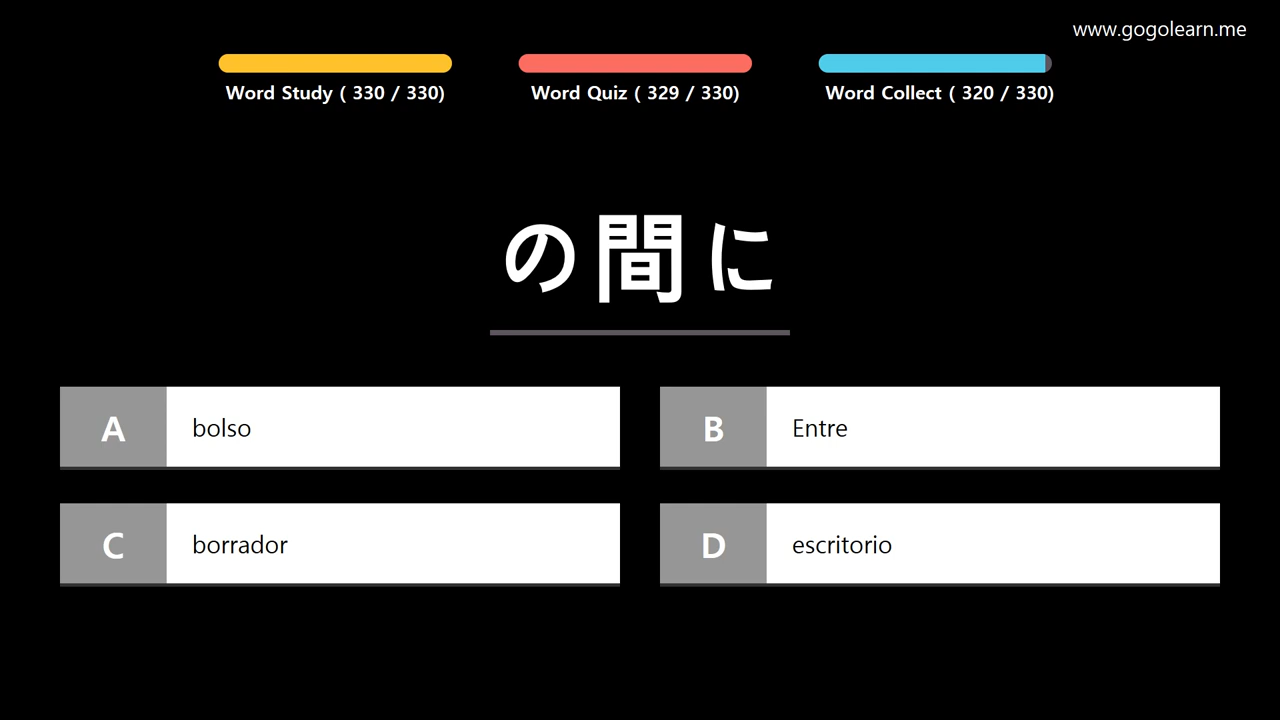 www.gogolearn.me
Word Study ( 330 / 330)
Word Quiz ( 329 / 330)
Word Collect ( 320 / 330)
の間に
A bolso
B Entre
C borrador
D escritorio